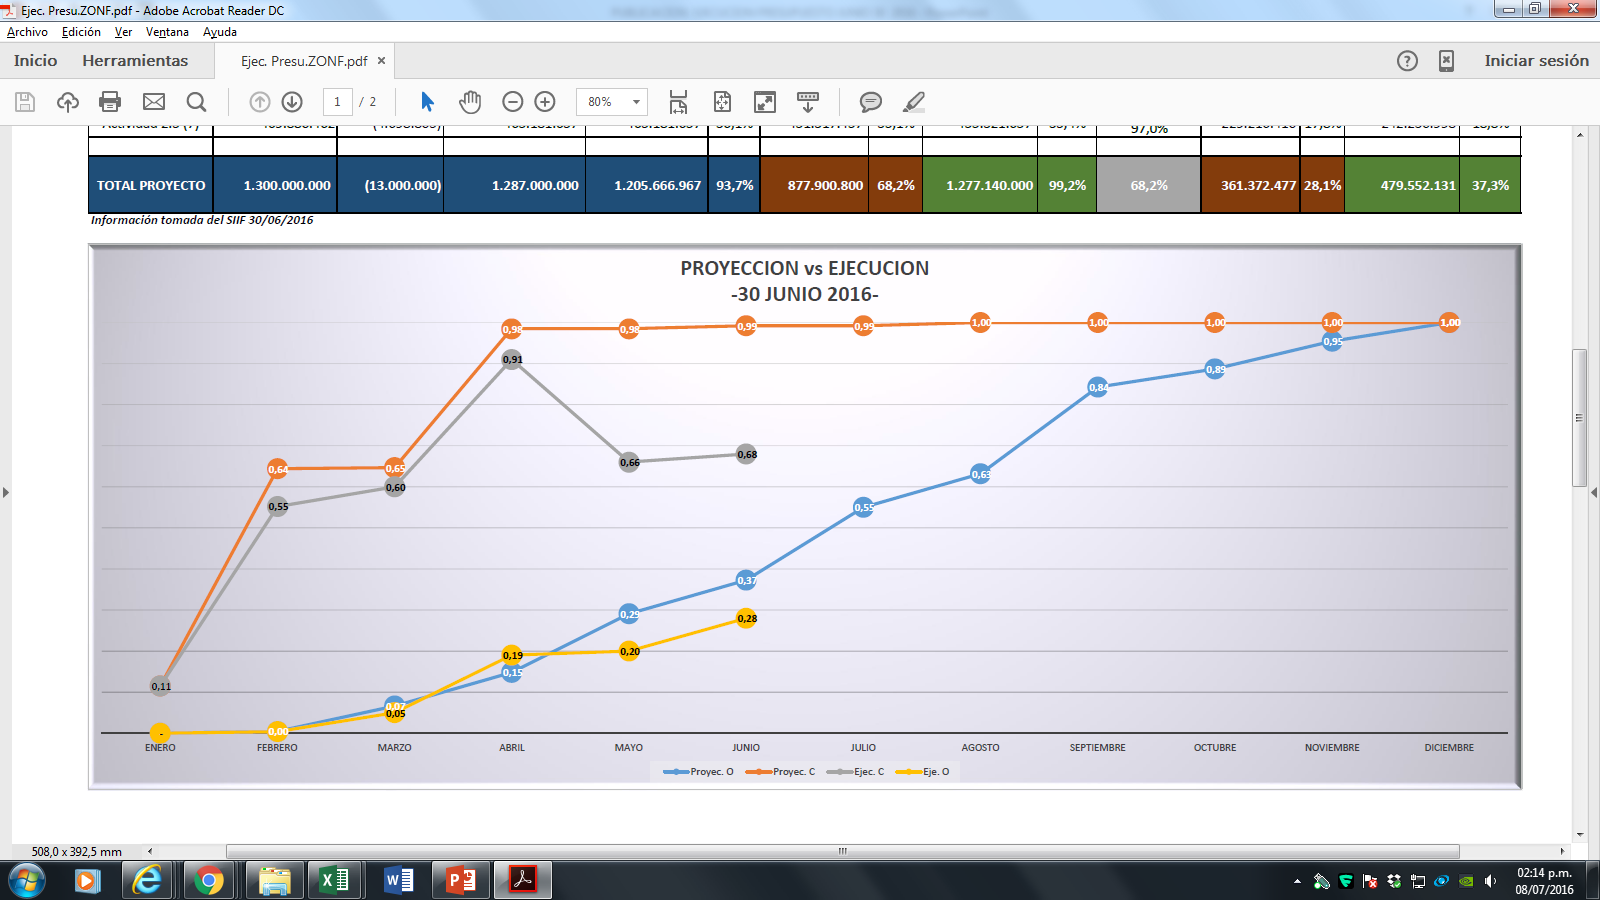 Ejec. Presu.ZONF.pdf - Adobe Acrobat Reader DC
Archivo Edición Ver Ventana Ayuda
Inicio Herramientas Ejec. Presu.ZONF.pdf × Iniciar sesión
1 / 2 80%
97,0%
TOTAL PROYECTO 1.300.000.000 (13.000.000) 1.287.000.000 1.205.666.967 93,7% 877.900.800 68,2% 1.277.140.000 99,2% 68,2% 361.372.477 28,1% 479.552.131 37,3%
Información tomada del SIIF 30/06/2016
PROYECCION vs EJECUCION
-30 JUNIO 2016-
0,98 0,98 0,99 0,99 1,00 1,00 1,00 1,00 1,00
0,95
0,91
0,89
0,84
0,64 0,65 0,66 0,68
0,63
0,60
0,55 0,55
0,37
0,29
0,28
0,19 0,20
0,15
0,11
0,07
0,05
- 0,00
ENERO FEBRERO MARZO ABRIL MAYO JUNIO JULIO AGOSTO SEPTIEMBRE OCTUBRE NOVIEMBRE DICIEMBRE
Proyec. O Proyec. C Ejec. C Eje. O
508,0 x 392,5 mm
02:14 p.m.
08/07/2016